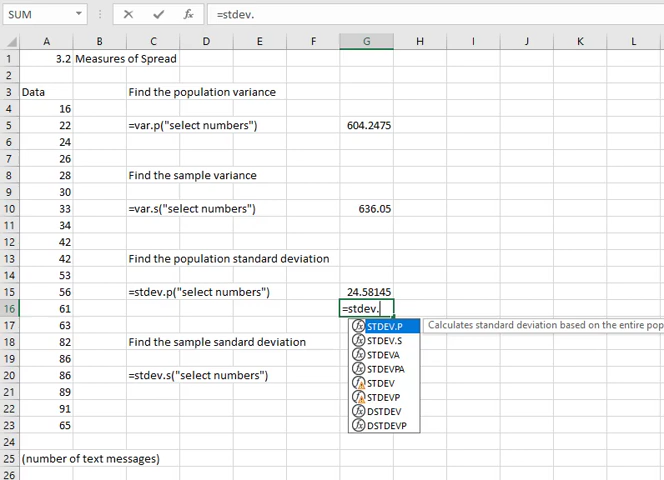 SUM =stdev.
A B C D E F G H I J K L
1 3.2 Measures of Spread
2
3 Data Find the population variance
4 16
5 22 =var.p("select numbers") 604.2475
6 24
7 26
8 28 Find the sample variance
9 30
10 33 =var.s("select numbers") 636.05
11 34
12 42
13 42 Find the population standard deviation
14 53
15 56 =stdev.p("select numbers") 24.58145
16 61 =stdev.
17 63 STDEV.P Calculates standard deviation based on the entire pop
18 82 Find the sample sandard deviation STDEV.S
19 86 STDEVA
20 86 =stdev.s("select numbers") STDEVPA
21 89 STDEV
22 91 STDEVP
23 65 DSTDEV
DSTDEVP
24
25 (number of text messages)
26